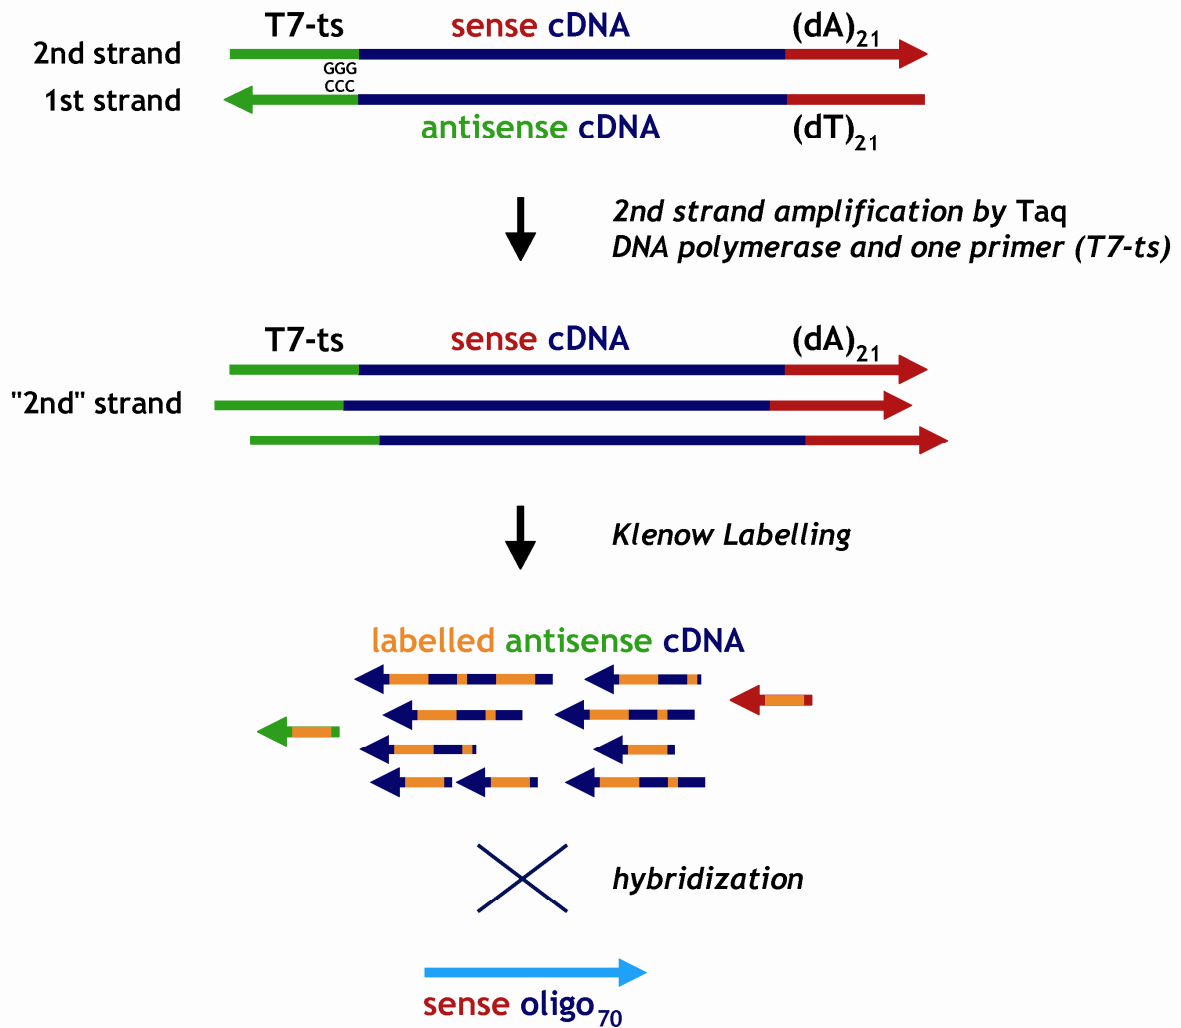 T7-ts sense cDNA (dA)21
2nd strand
GGG
CCC
1st strand
antisense cDNA (dT)21
2nd strand amplification by Taq
DNA polymerase and one primer (T7-ts)
T7-ts sense cDNA (dA)21
"2nd" strand
Klenow Labelling
labelled antisense cDNA
hybridization
sense oligo70